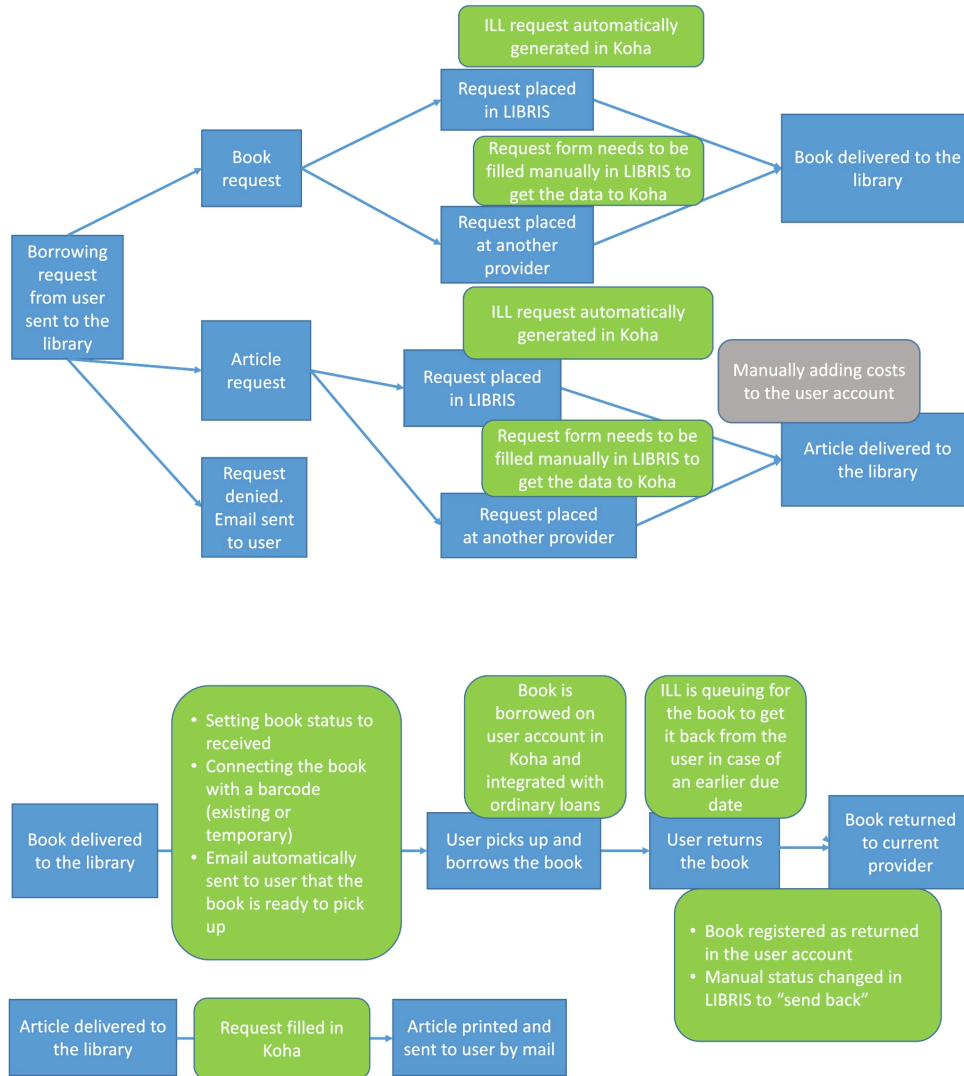 ILL request automatically
generated in Koha
Request placed
in LIBRIS
Book
request
Request form needs to be
filled manually in LIBRIS to
get the data to Koha
Book delivered to the
library
Request placed
at another
provider
Borrowing
request
from user
sent to the
library
ILL request automatically
generated in Koha
Article
request
Request placed
in LIBRIS
Manually adding costs
to the user account
Request form needs to be
filled manually in LIBRIS to
get the data to Koha
Article delivered to
the library
Request
denied.
Email sent
to user
Request placed
at another provider
Book delivered
to the library
• Setting book status to
received
• Connecting the book
with a barcode
(existing or
temporary)
• Email automatically
sent to user that the
book is ready to pick
up
Book is
borrowed on
user account in
Koha and
integrated with
ordinary loans
User picks up and
borrows the book
ILL is queuing for
the book to get
it back from the
user in case of
an earlier due
date
User returns
the book
Book returned
to current
provider
• Book registered as returned
in the user account
• Manual status changed in
LIBRIS to “send back”
Article delivered to
the library
Request filled in
Koha
Article printed and
sent to user by mail